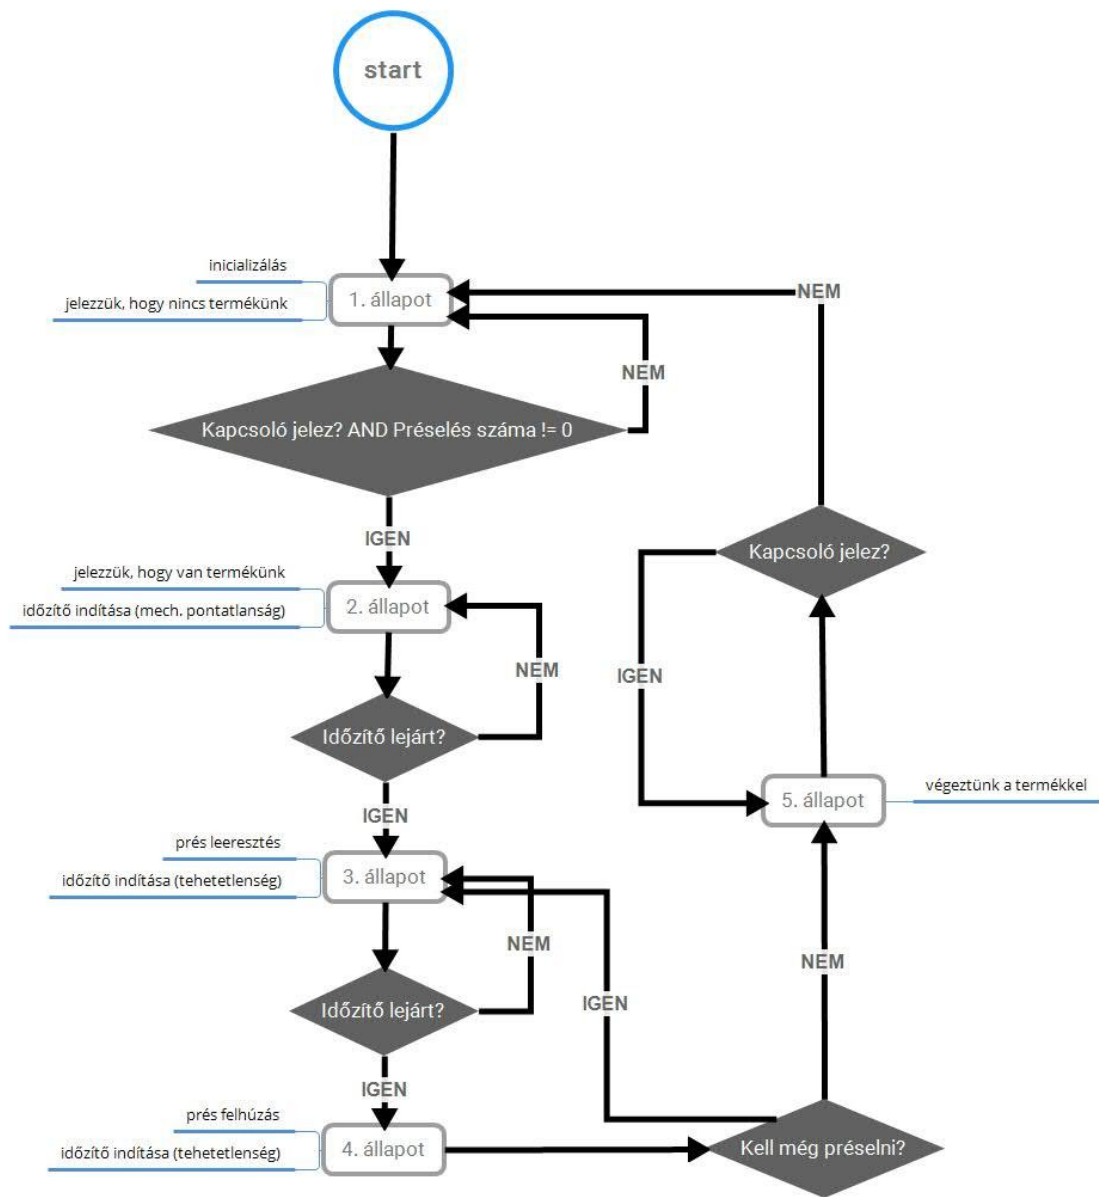 start
inicializálás
jelezzük, hogy nincs termékünk
1. állapot
NEM
NEM
Kapcsoló jelez? AND Préselés száma != 0
IGEN
Kapcsoló jelez?
jelezzük, hogy van termékünk
időzítő indítása (mech. pontatlanság)
2. állapot
NEM
IGEN
Időzítő lejárt?
IGEN
5. állapot
végeztünk a termékkel
prés leeresztés
időzítő indítása (tehetetlenség)
3. állapot
NEM
NEM
IGEN
Időzítő lejárt?
IGEN
prés felhúzás
időzítő indítása (tehetetlenség)
4. állapot
Kell még préselni?